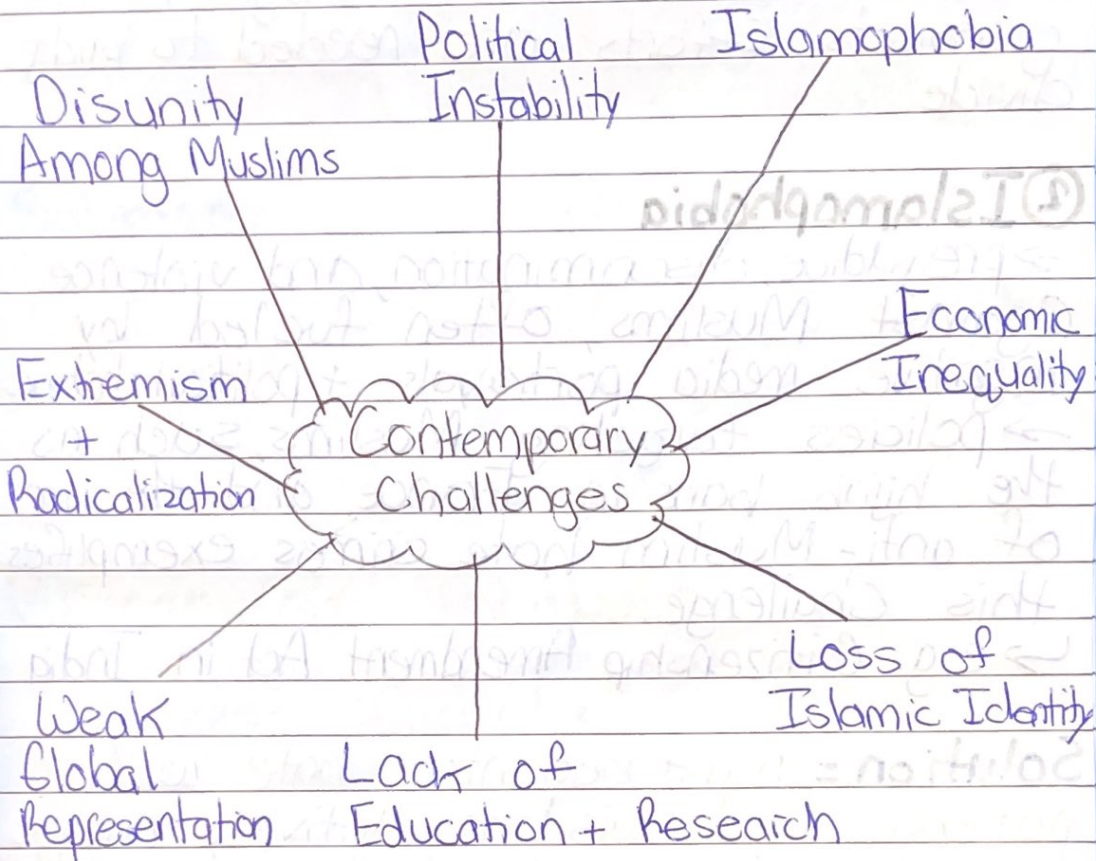 Political
Instability
Islamophobia
Disunity
Among Muslims
Economic
Inequality
Extremism
+
Radicalization
Contemporary
Challenges
Loss of
Islamic Identity
Weak
Global
Representation
Lack of
Education + Research